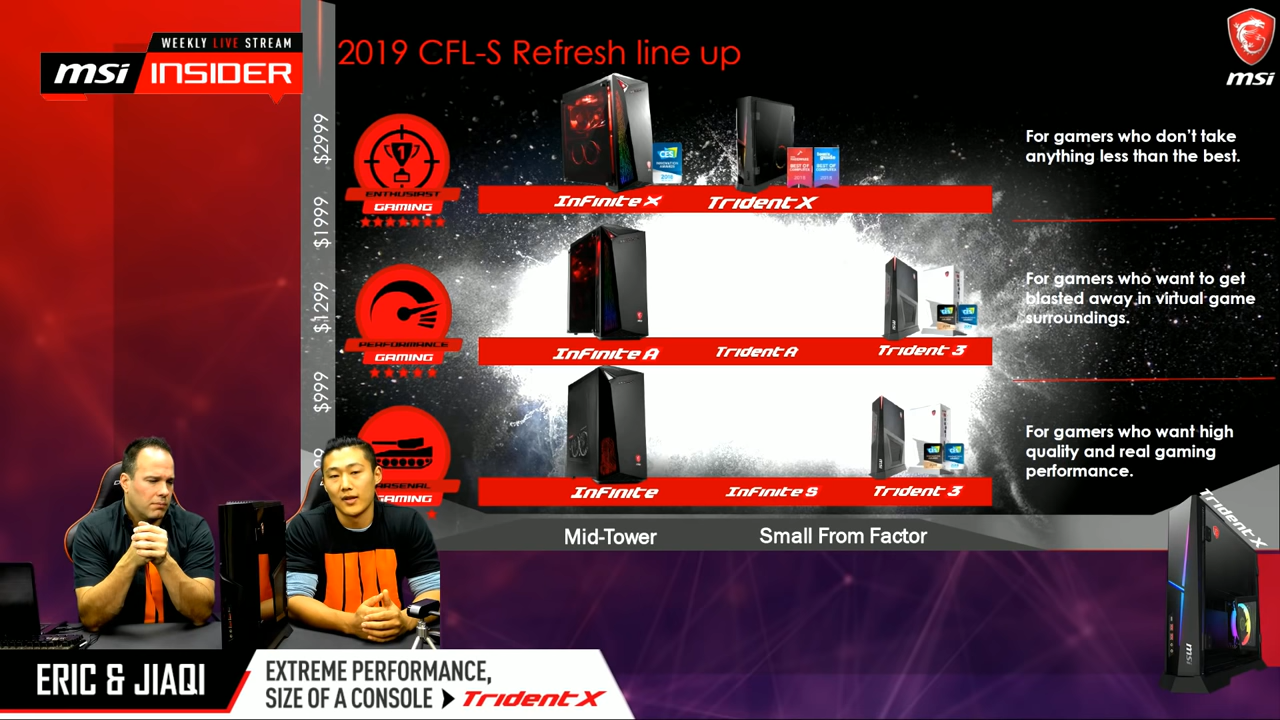 WEEKLY LIVE STREAM
msi INSIDER
2019 CFL-S Refresh line up
msi
$2999
$1999
$1299
$999
ENTHUSIAST
GAMING
InFinite X
Trident X
For gamers who don't take
anything less than the best.
PERFORMANCE
GAMING
InFinite A
Trident A
Trident 3
For gamers who want to get
blasted away in virtual game
surroundings.
ARSENAL
GAMING
InFinite
InFinite S
Trident 3
For gamers who want high
quality and real gaming
performance.
Mid-Tower
Small From Factor
Trident X
msi
ERIC & JIAQI
EXTREME PERFORMANCE,
SIZE OF A CONSOLE
Trident X